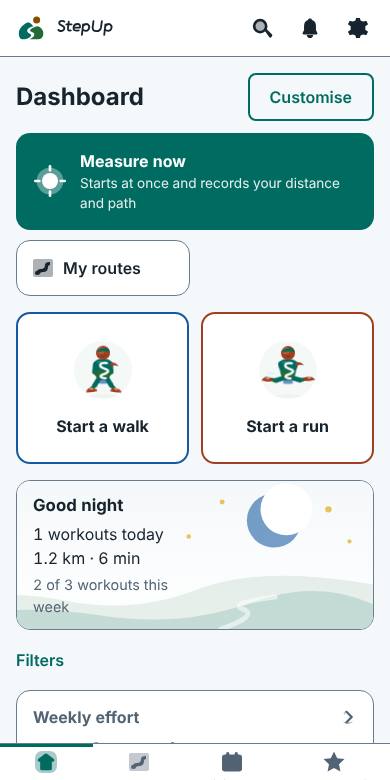 StepUp
Dashboard
Customise
Measure now
Starts at once and records your distance
and path
My routes
Start a walk
Start a run
Good night
1 workouts today
1.2 km · 6 min
2 of 3 workouts this
week
Filters
Weekly effort